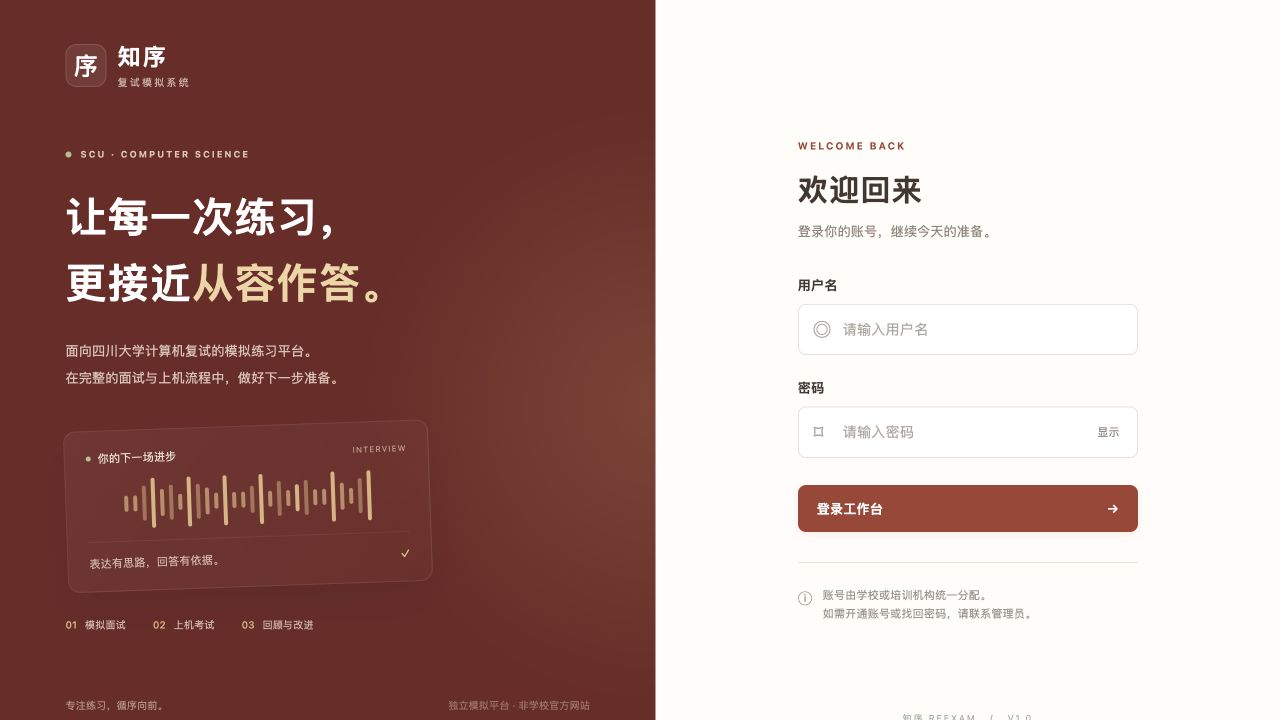 序
知序
复试模拟系统
SCU · COMPUTER SCIENCE
让每一次练习，
更接近从容作答。
面向四川大学计算机复试的模拟练习平台。
在完整的面试与上机流程中，做好下一步准备。
你的下一场进步
INTERVIEW
表达有思路，回答有依据。
01 模拟面试 02 上机考试 03 回顾与改进
专注练习，循序向前。
独立模拟平台 · 非学校官方网站
WELCOME BACK
欢迎回来
登录你的账号，继续今天的准备。
用户名
请输入用户名
密码
请输入密码
显示
登录工作台
账号由学校或培训机构统一分配。
如需开通账号或找回密码，请联系管理员。
知序 REEXAM / V1.0